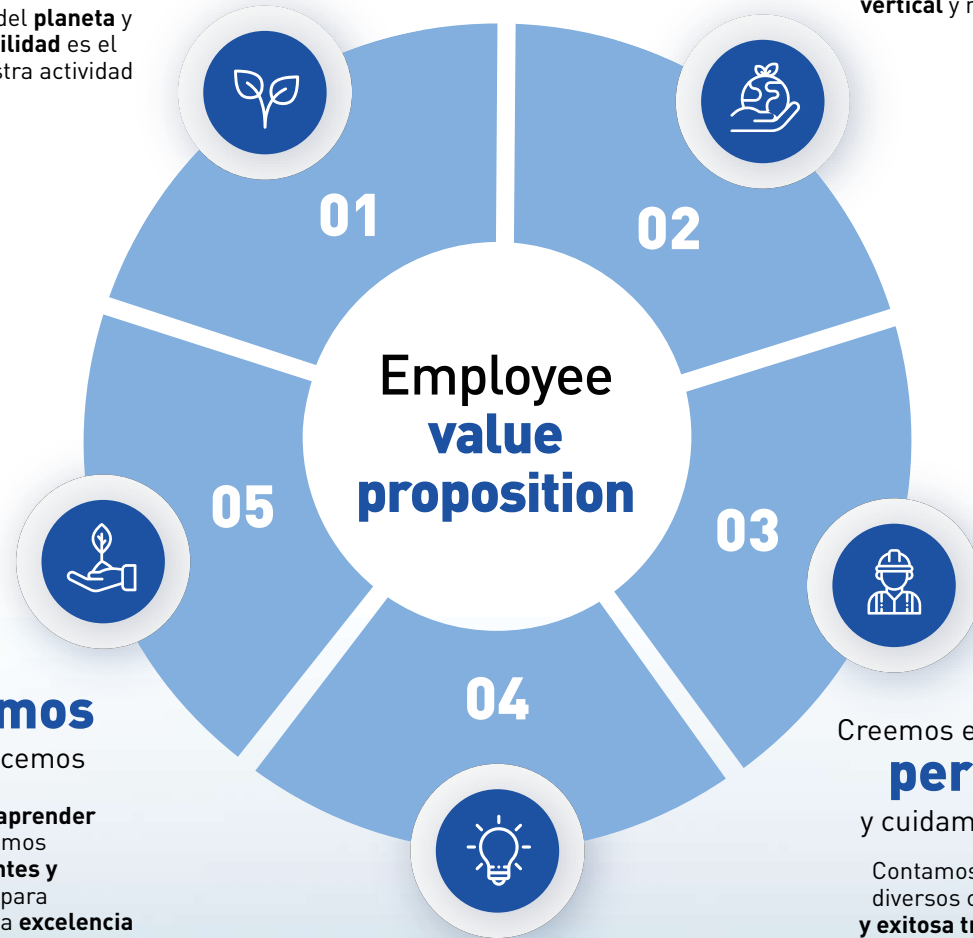 del planeta y
ilidad es el
stra actividad
vertical y
01
02
Employee
value
proposition
05
03
04
mos
cemos
aprender
mos
ntes y
para
a excelencia
Creemos e
per
y cuidam
Contamos
diversos
y exitosa tr